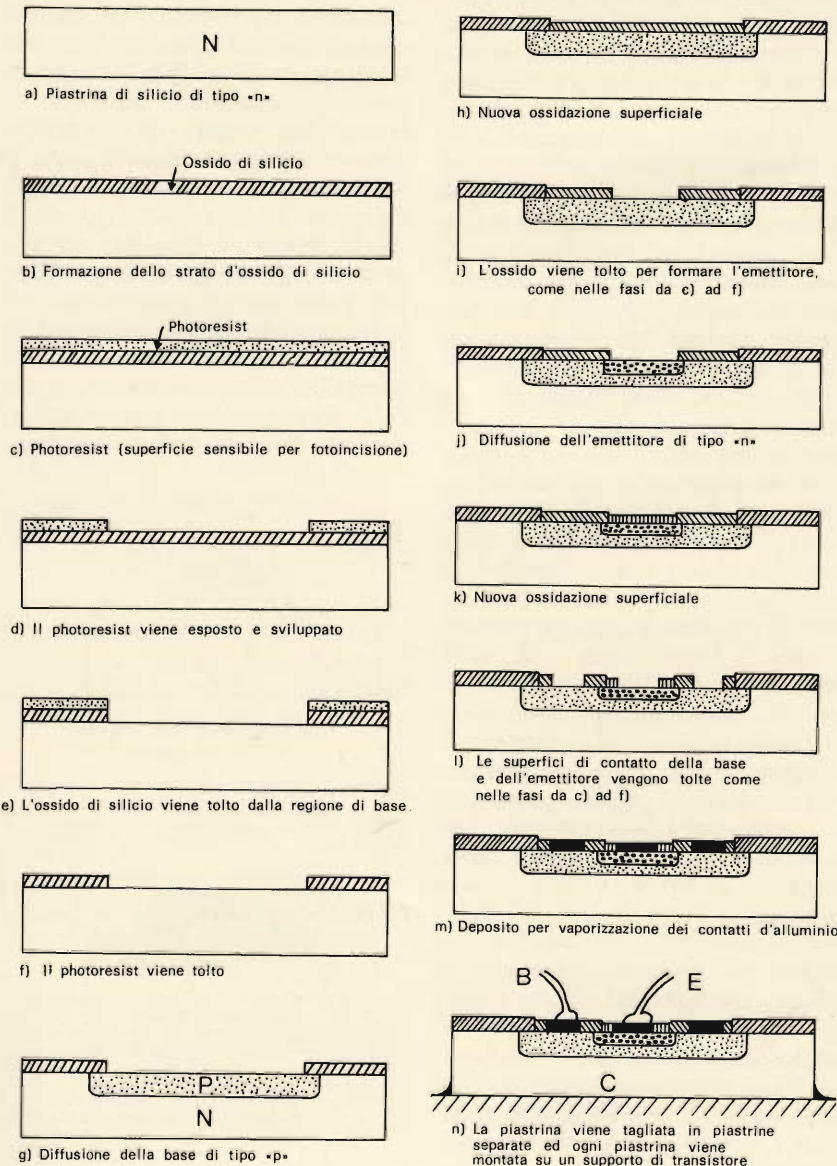 N
a) Piastrina di silicio di tipo «n»
Ossido di silicio
b) Formazione dello strato d'ossido di silicio
Photoresist
c) Photoresist (superficie sensibile per fotoincisione)
d) Il photoresist viene esposto e sviluppato
e) L'ossido di silicio viene tolto dalla regione di base.
f) Il photoresist viene tolto
P
N
g) Diffusione della base di tipo «p»
h) Nuova ossidazione superficiale
i) L'ossido viene tolto per formare l'emettitore,
come nelle fasi da c) ad f)
j) Diffusione dell'emettitore di tipo «n»
k) Nuova ossidazione superficiale
l) Le superfici di contatto della base
e dell'emettitore vengono tolte come
nelle fasi da c) ad f)
m) Deposito per vaporizzazione dei contatti d'alluminio
B
E
C
n) La piastrina viene tagliata in piastrine
separate ed ogni piastrina viene
montata su un supporto di transistore